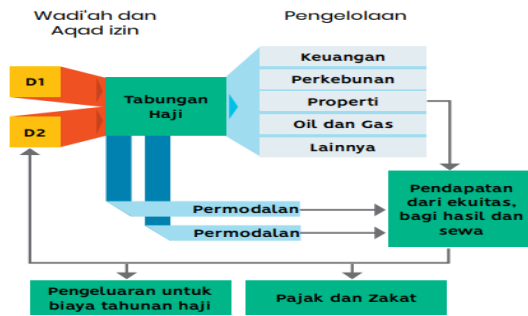 Wadi'ah dan
Aqad izin
Pengelolaan
D1
D2
Tabungan
Haji
Keuangan
Perkebunan
Properti
Oil dan Gas
Lainnya
Permodalan
Permodalan
Pendapatan
dari ekuitas,
bagi hasil dan
sewa
Pengeluaran untuk
biaya tahunan haji
Pajak dan Zakat